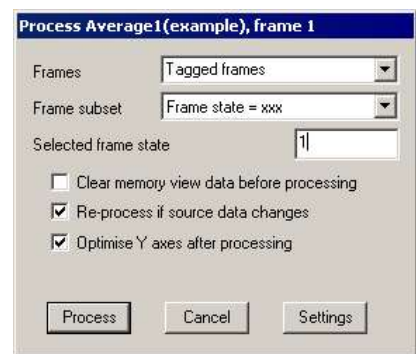 Process Average1(example), frame 1
Frames Tagged frames
Frame subset Frame state = xxx
Selected frame state 1
Clear memory view data before processing
Re-process if source data changes
Optimise Y axes after processing
Process Cancel Settings